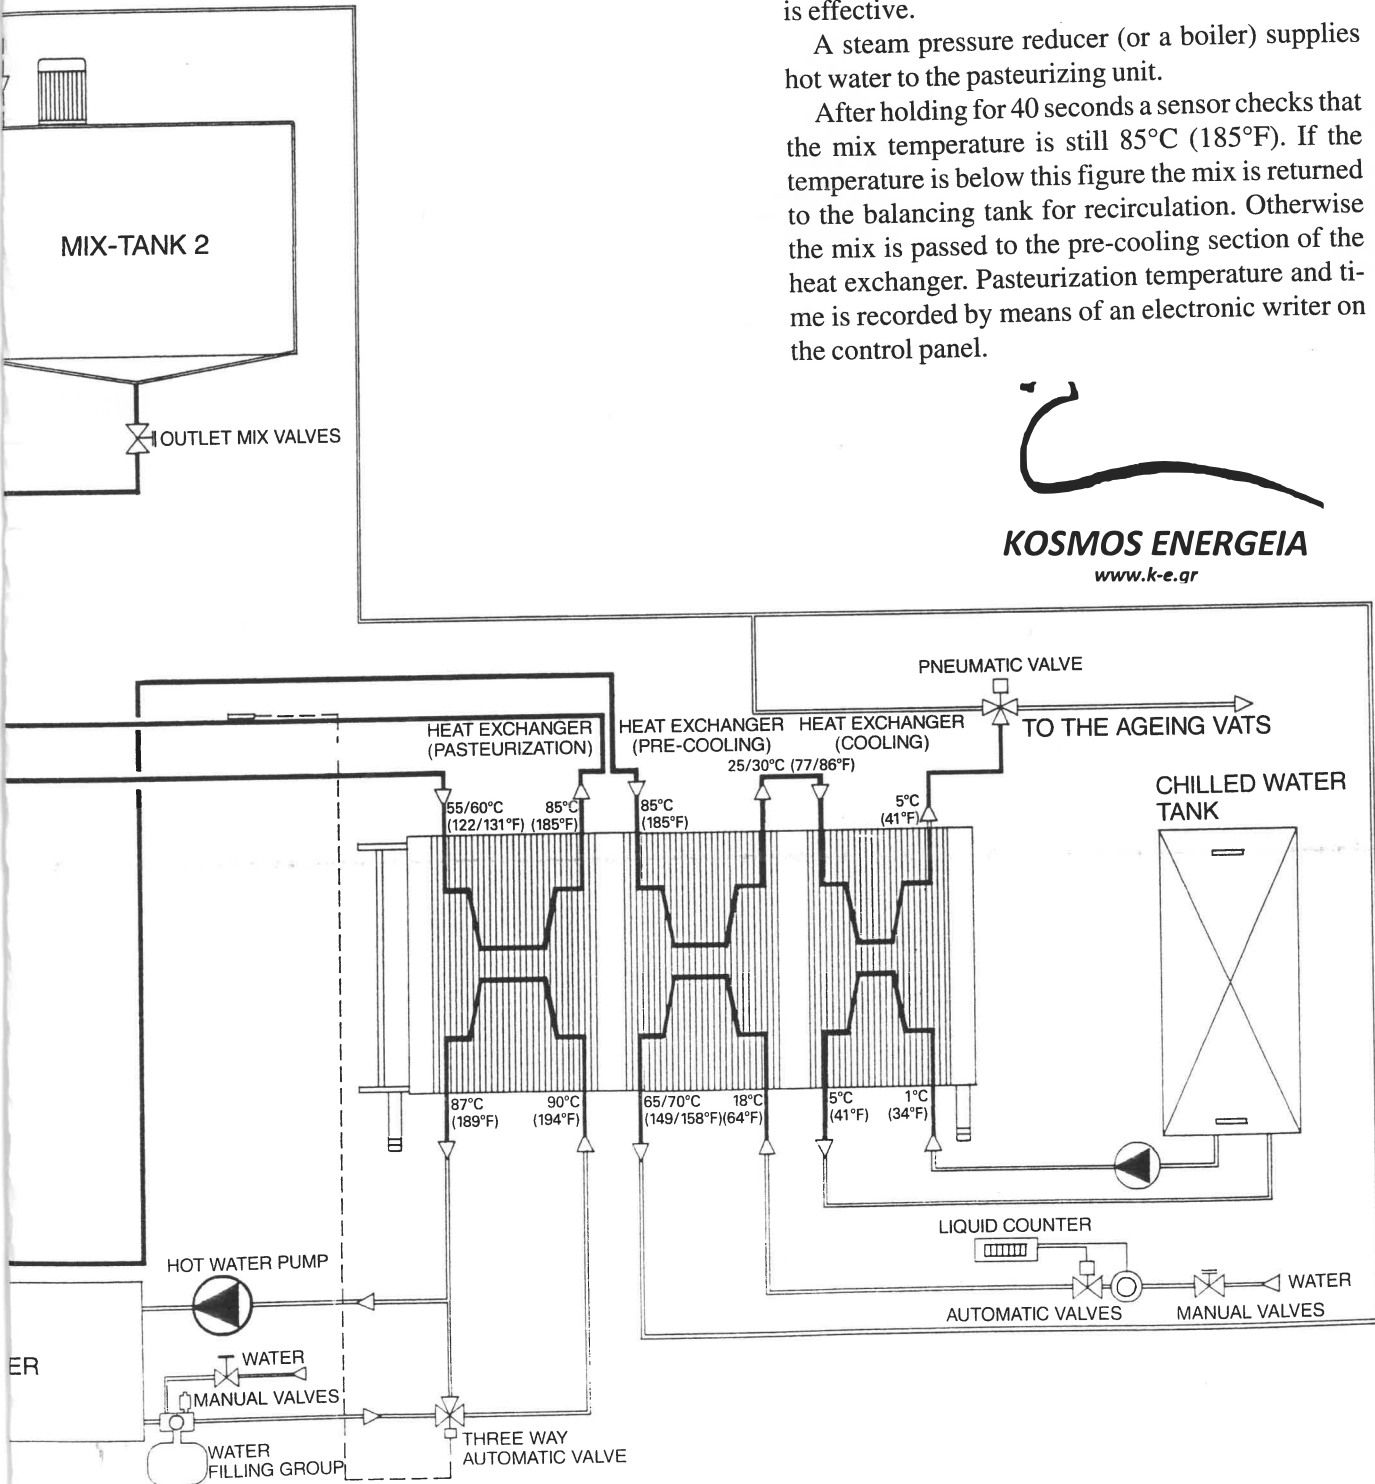 is effective.
A steam pressure reducer (or a boiler) supplies
hot water to the pasteurizing unit.
After holding for 40 seconds a sensor checks that
the mix temperature is still 85°C (185°F). If the
temperature is below this figure the mix is returned
to the balancing tank for recirculation. Otherwise
the mix is passed to the pre-cooling section of the
heat exchanger. Pasteurization temperature and ti-
me is recorded by means of an electronic writer on
the control panel.
MIX-TANK 2
OUTLET MIX VALVES
KOSMOS ENERGEIA
www.k-e.gr
PNEUMATIC VALVE
TO THE AGEING VATS
HEAT EXCHANGER
(PASTEURIZATION)
HEAT EXCHANGER
(PRE-COOLING)
HEAT EXCHANGER
(COOLING)
25/30°C (77/86°F)
55/60°C
(122/131°F)
85°C
(185°F)
85°C
(185°F)
5°C
(41°F)
CHILLED WATER
TANK
87°C
(189°F)
90°C
(194°F)
65/70°C
(149/158°F)
18°C
(64°F)
5°C
(41°F)
1°C
(34°F)
LIQUID COUNTER
WATER
AUTOMATIC VALVES
MANUAL VALVES
HOT WATER PUMP
ER
WATER
MANUAL VALVES
WATER
FILLING GROUP
THREE WAY
AUTOMATIC VALVE